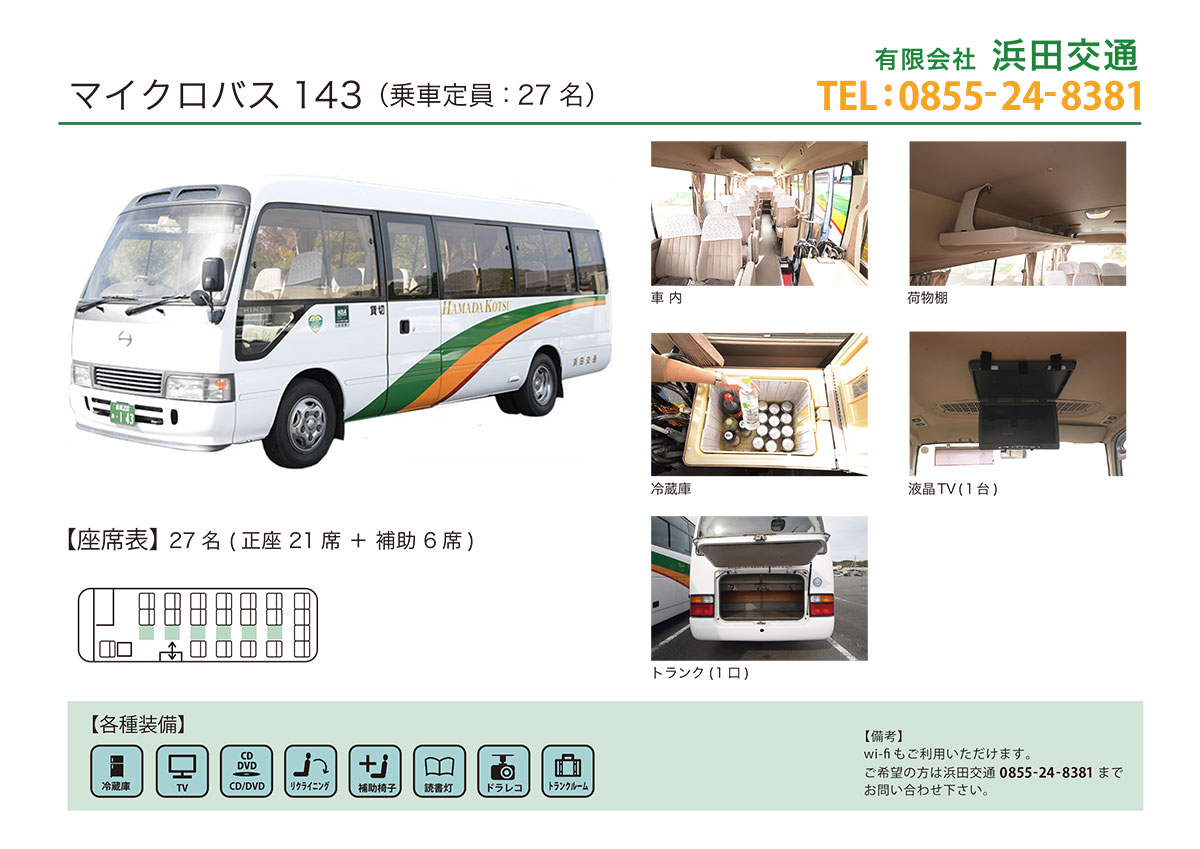 有限会社 浜田交通
マイクロバス 143（乗車定員：27 名）
TEL：0855-24-8381
HINO
貸切
HAMADA KOTSU
浜田交通
・1 43
車 内
荷物棚
冷蔵庫
液晶TV(1 台)
トランク(1 口)
【座席表】27 名 ( 正座 21 席 ＋ 補助 6 席 )
【各種装備】
冷蔵庫
TV
CD
DVD
CD/DVD
リクライニング
補助椅子
読書灯
ドラレコ
トランクルーム
【備考】
wi-fi もご利用いただけます。
ご希望の方は浜田交通 0855-24-8381 まで
お問い合わせ下さい。